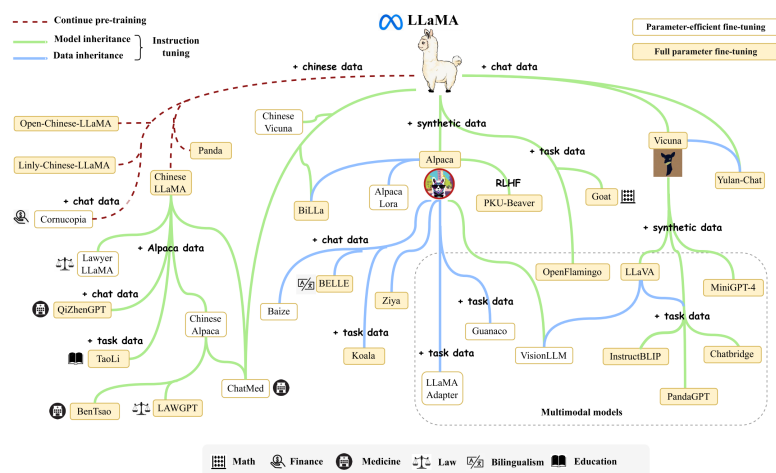 LLaMA
Continue pre-training
Model inheritance
Data inheritance
Instruction
tuning
Parameter-efficient fine-tuning
Full parameter fine-tuning
+ chinese data
+ chat data
+ synthetic data
+ task data
Open-Chinese-LLaMA
Linly-Chinese-LLaMA
Panda
Chinese
LLaMA
+ chat data
Cornucopia
Chinese
Vicuna
BiLLa
Alpaca
Alpaca
Lora
RLHF
PKU-Beaver
Goat
Vicuna
Yulan-Chat
+ synthetic data
+ Alpaca data
Lawyer
LLaMA
+ chat data
QiZhenGPT
Chinese
Alpaca
+ task data
TaoLi
ChatMed
BenTsao
LAWGPT
+ chat data
BELLE
Baize
Ziya
+ task data
Koala
+ task data
Guanaco
+ task data
LLaMA
Adapter
OpenFlamingo
LLaVA
MiniGPT-4
+ task data
VisionLLM
InstructBLIP
Chatbridge
PandaGPT
Multimodal models
Math
Finance
Medicine
Law
Bilingualism
Education